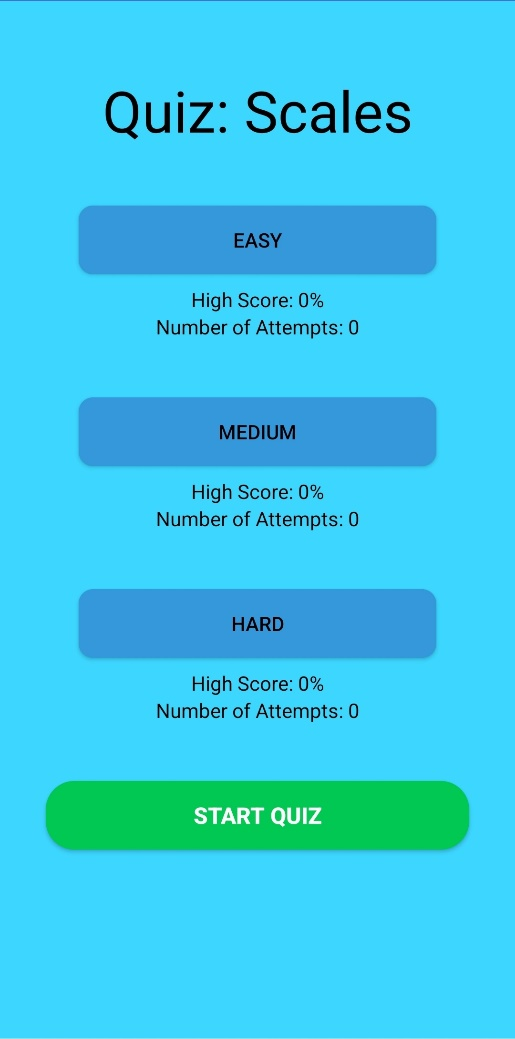 Quiz: Scales
EASY
High Score: 0%
Number of Attempts: 0
MEDIUM
High Score: 0%
Number of Attempts: 0
HARD
High Score: 0%
Number of Attempts: 0
START QUIZ